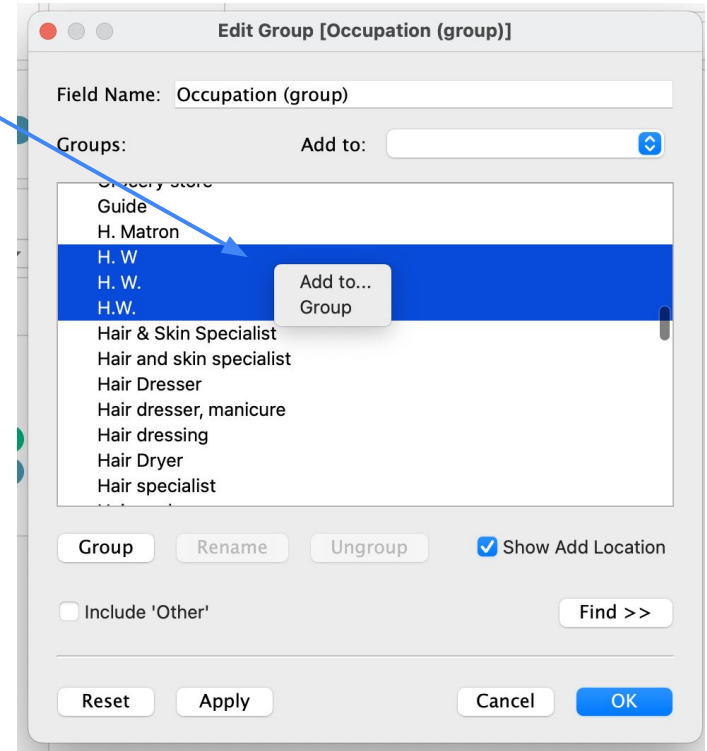 Edit Group [Occupation (group)]
Field Name: Occupation (group)
Groups: Add to:
Grocery store
Guide
H. Matron
H. W
H. W.
H.W.
Add to...
Group
Hair & Skin Specialist
Hair and skin specialist
Hair Dresser
Hair dresser, manicure
Hair dressing
Hair Dryer
Hair specialist
Group Rename Ungroup Show Add Location
Include 'Other' Find >>
Reset Apply Cancel OK